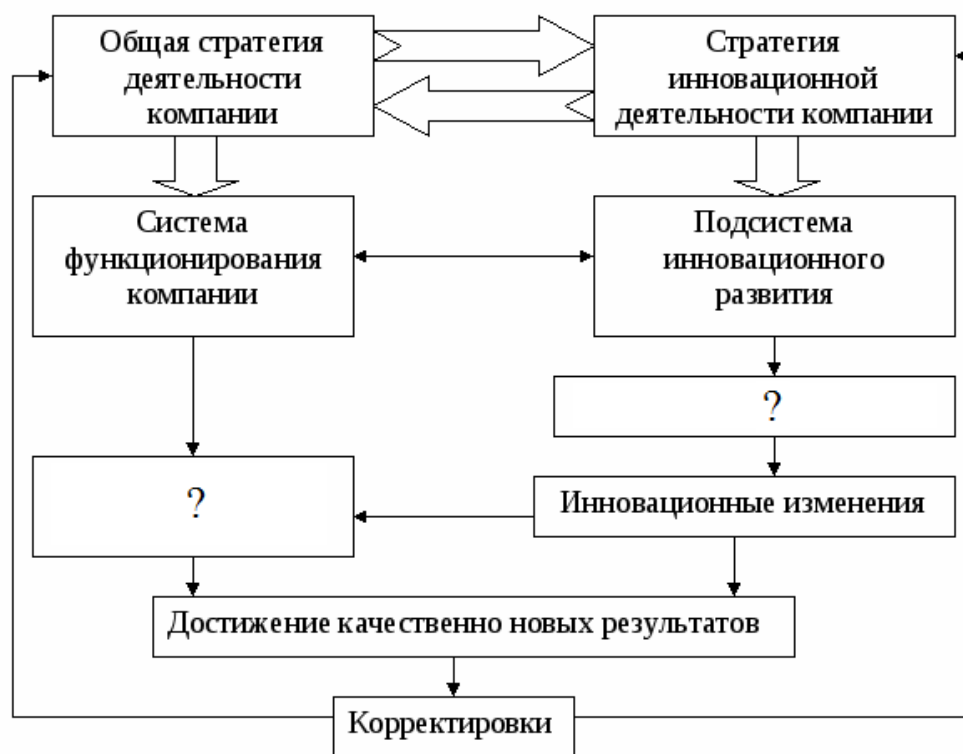 Общая стратегия
деятельности
компании
Стратегия
инновационной
деятельности компании
Система
функционирования
компании
Подсистема
инновационного
развития
?
?
Инновационные изменения
Достижение качественно новых результатов
Корректировки